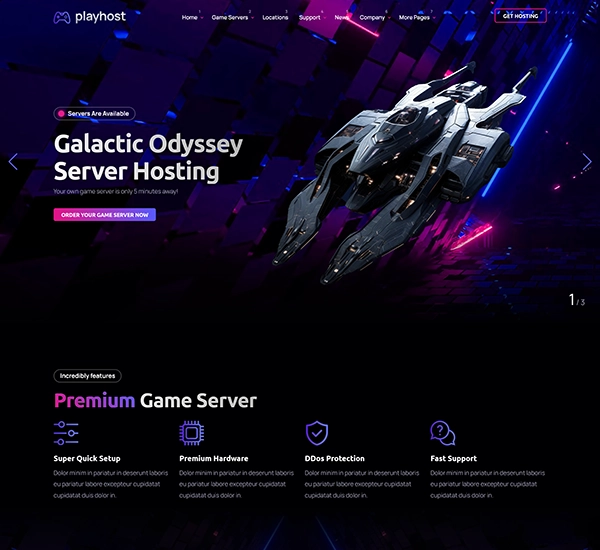 playhost
Home Game Servers Locations Support News Company More Pages
GET HOSTING
Servers Are Available
Galactic Odyssey
Server Hosting
Your own game server is only 5 minutes away!
ORDER YOUR GAME SERVER NOW
1 / 3
Incredibly features
Premium Game Server
Super Quick Setup
Dolor minim in pariatur in deserunt laboris
eu pariatur labore excepteur cupidatat
cupidatat duis dolor in.
Premium Hardware
Dolor minim in pariatur in deserunt laboris
eu pariatur labore excepteur cupidatat
cupidatat duis dolor in.
DDos Protection
Dolor minim in pariatur in deserunt laboris
eu pariatur labore excepteur cupidatat
cupidatat duis dolor in.
Fast Support
Dolor minim in pariatur in deserunt laboris
eu pariatur labore excepteur cupidatat
cupidatat duis dolor in.